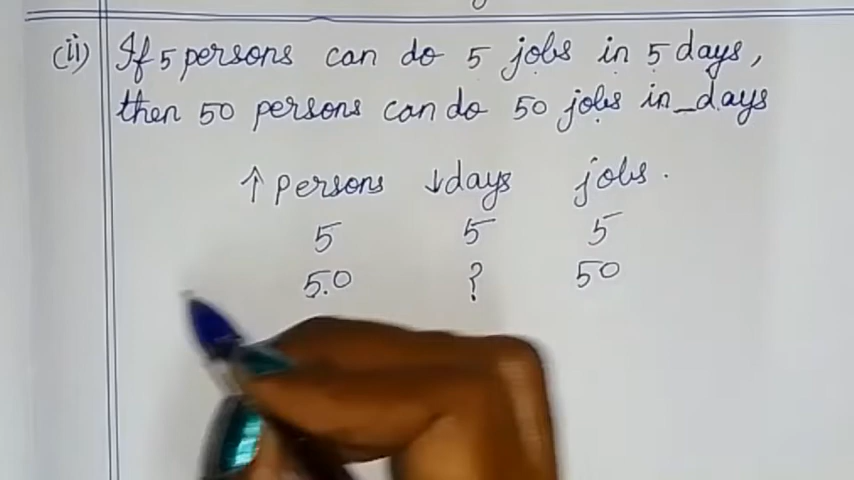 (ii) If 5 persons can do 5 jobs in 5 days,
then 50 persons can do 50 jobs in _ days
↑ persons ↓ days jobs.
5 5 5
50 ? 50